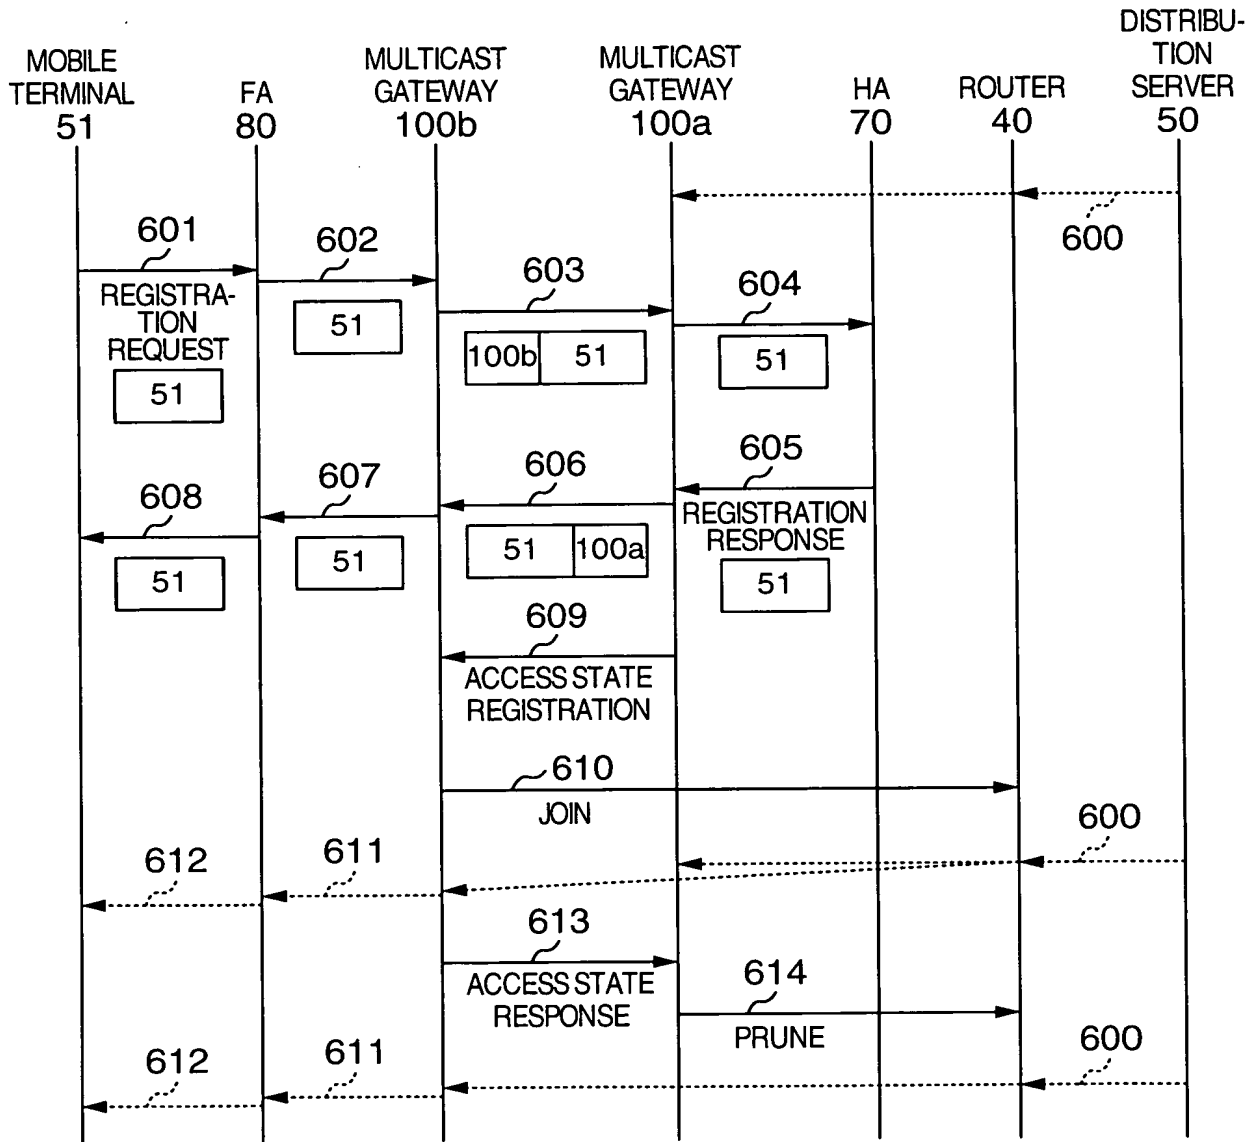 MOBILE
TERMINAL
51
FA
80
MULTICAST
GATEWAY
100b
MULTICAST
GATEWAY
100a
HA
70
ROUTER
40
DISTRIBU-
TION
SERVER
50
600
601
602
603
604
REGISTRA-
TION
REQUEST
51
51
100b 51
51
605
606
607
608
REGISTRATION
RESPONSE
51
51 100a
51
51
609
ACCESS STATE
REGISTRATION
610
JOIN
600
611
612
613
ACCESS STATE
RESPONSE
614
PRUNE
600
611
612